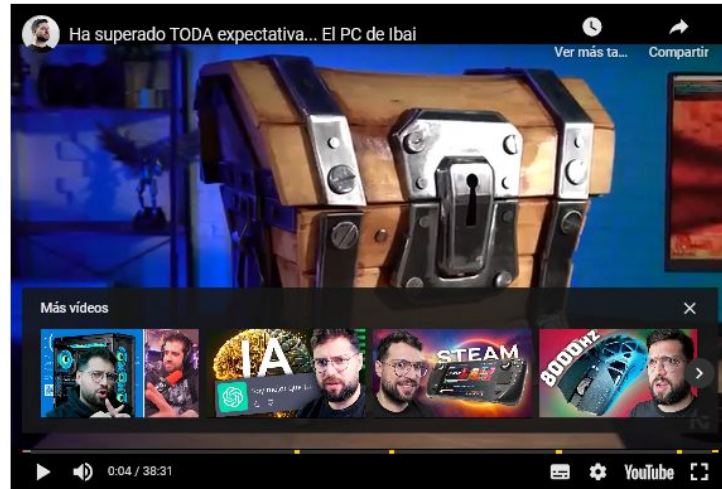 Ha superado TODA expectativa... El PC de Ibai
Ver más ta...
Compartir
Más vídeos
IA
STEAM
8000Hz
0:04 / 38:31
YouTube